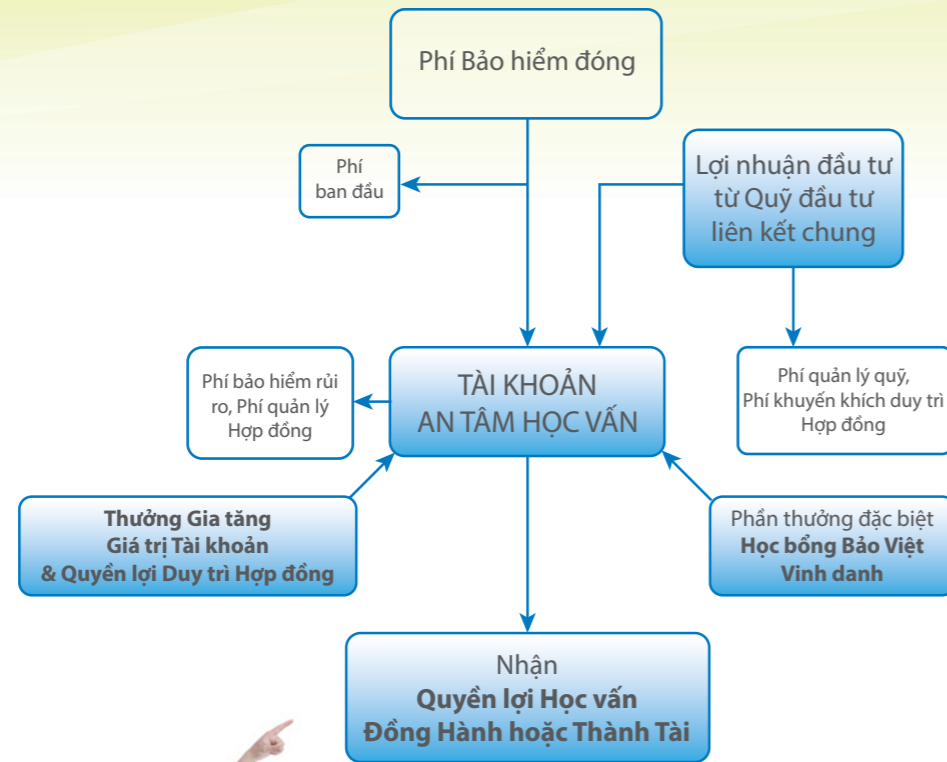 Phí Bảo hiểm đóng
Phí
ban đầu
Lợi nhuận đầu tư
từ Quỹ đầu tư
liên kết chung
Phí bảo hiểm rủi
ro, Phí quản lý
Hợp đồng
TÀI KHOẢN
AN TÂM HỌC VẤN
Phí quản lý quỹ,
Phí khuyến khích duy trì
Hợp đồng
Thưởng Gia tăng
Giá trị Tài khoản
& Quyền lợi Duy trì Hợp đồng
Phần thưởng đặc biệt
Học bổng Bảo Việt
Vinh danh
Nhận
Quyền lợi Học vấn
Đồng Hành hoặc Thành Tài